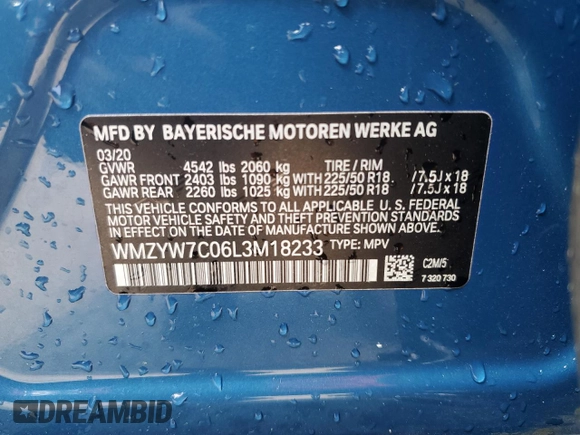 MFD BY BAYERISCHE MOTOREN WERKE AG
03/20
GVWR 4542 lbs 2060 kg TIRE / RIM
GAWR FRONT 2403 lbs 1090 kg WITH 225/50 R18 /7.5J x 18
GAWR REAR 2260 lbs 1025 kg WITH 225/50 R18 /7.5J x 18
THIS VEHICLE CONFORMS TO ALL APPLICABLE U. S. FEDERAL
MOTOR VEHICLE SAFETY, BUMPER, AND THEFT PREVENTION STANDARDS
IN EFFECT ON THE DATE OF MANUFACTURE SHOWN ABOVE.
WMZYW7C06L3M18233 TYPE: MPV
C2M/5
7 320 730
DREAMBID